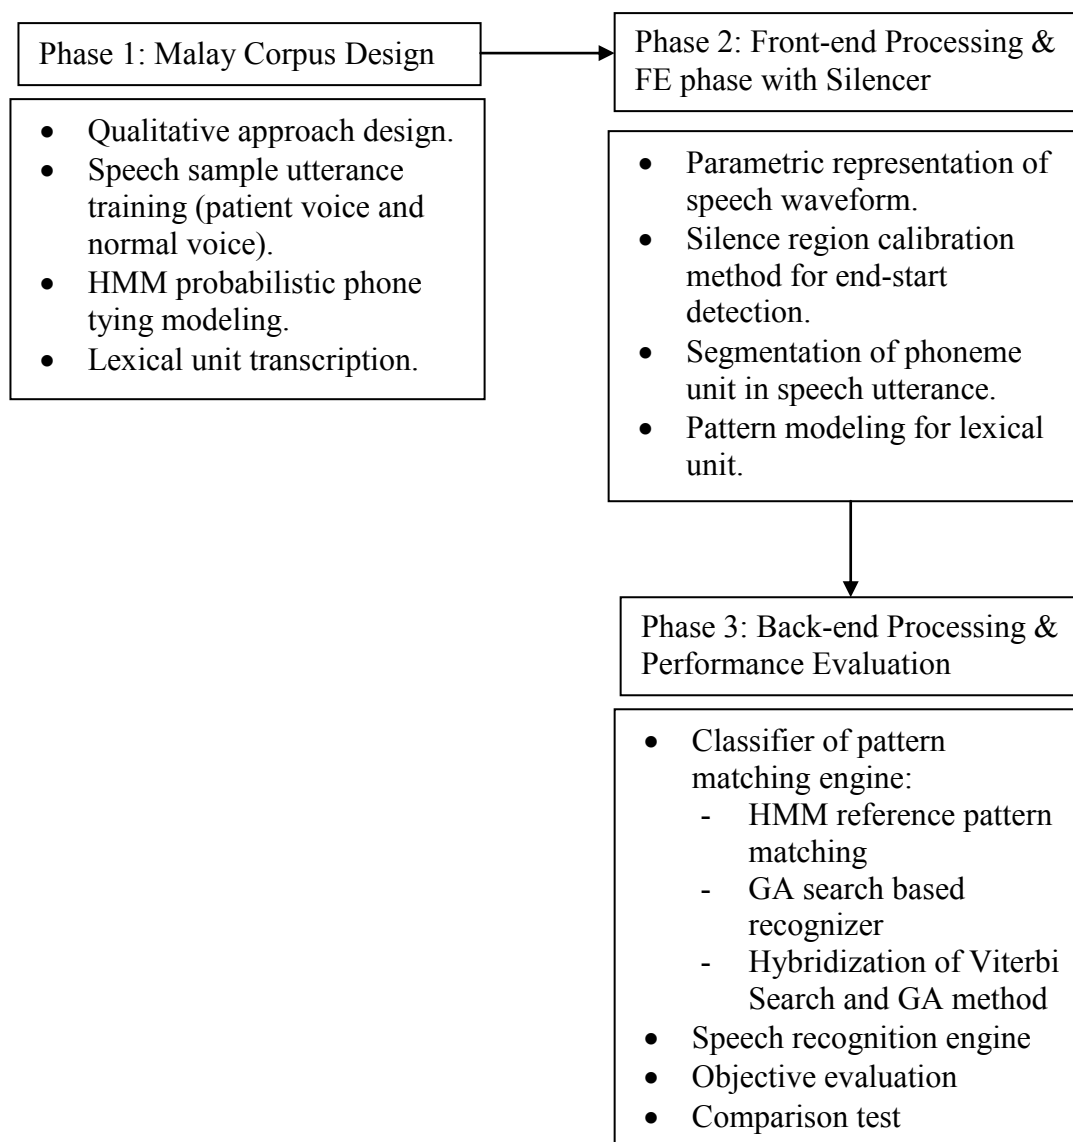 Phase 1: Malay Corpus Design
• Qualitative approach design.
• Speech sample utterance
training (patient voice and
normal voice).
• HMM probabilistic phone
tying modeling.
• Lexical unit transcription.
Phase 2: Front-end Processing &
FE phase with Silencer
• Parametric representation of
speech waveform.
• Silence region calibration
method for end-start
detection.
• Segmentation of phoneme
unit in speech utterance.
• Pattern modeling for lexical
unit.
Phase 3: Back-end Processing &
Performance Evaluation
• Classifier of pattern
matching engine:
- HMM reference pattern
matching
- GA search based
recognizer
- Hybridization of Viterbi
Search and GA method
• Speech recognition engine
• Objective evaluation
• Comparison test